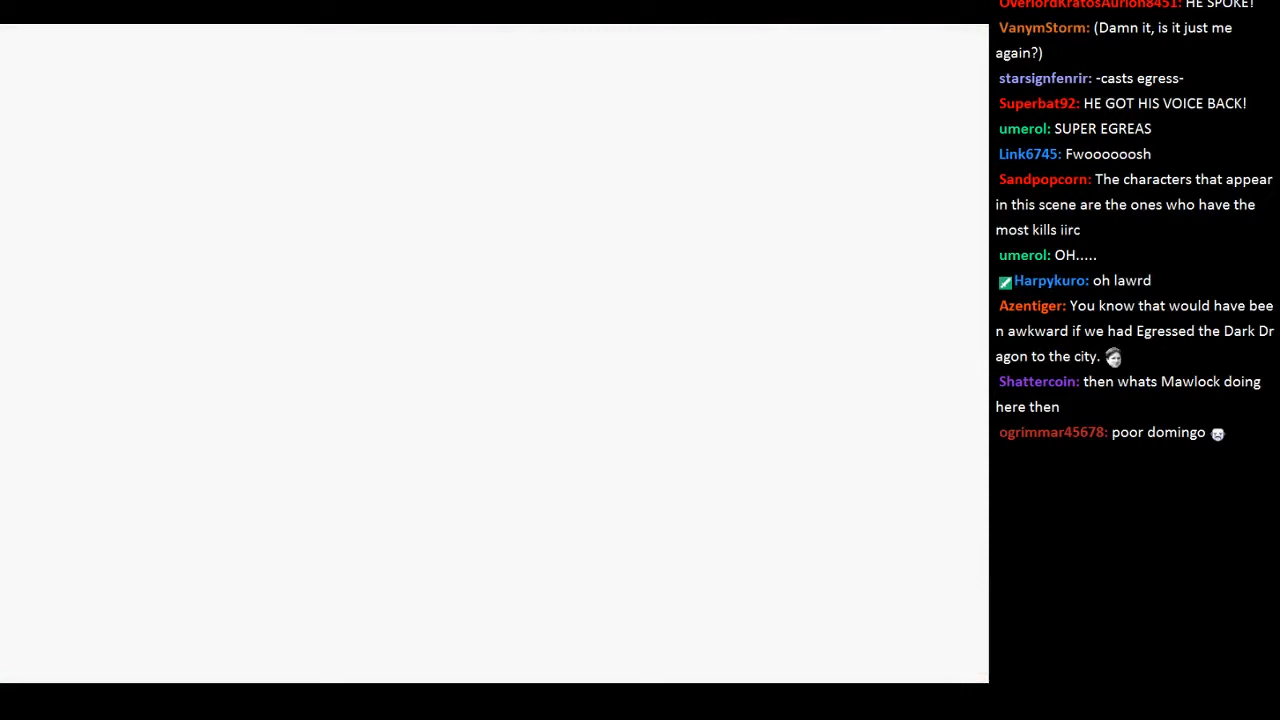 OverlordKratosAurion8451: HE SPOKE!
VanymStorm: (Damn it, is it just me
again?)
starsignfenrir: -casts egress-
Superbat92: HE GOT HIS VOICE BACK!
umerol: SUPER EGREAS
Link6745: Fwoooooosh
Sandpopcorn: The characters that appear
in this scene are the ones who have the
most kills iirc
umerol: OH.....
Harpykuro: oh lawrd
Azentiger: You know that would have bee
n awkward if we had Egressed the Dark Dr
agon to the city.
Shattercoin: then whats Mawlock doing
here then
ogrimmar45678: poor domingo